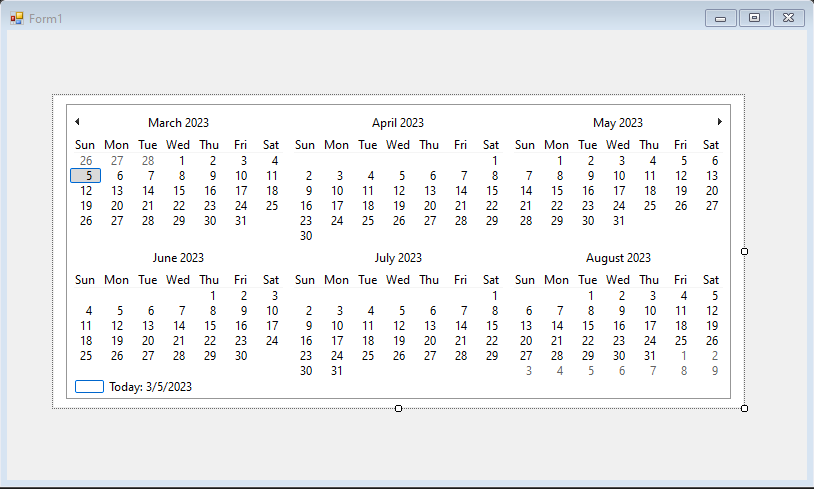 Form1
March 2023 April 2023 May 2023
Sun Mon Tue Wed Thu Fri Sat Sun Mon Tue Wed Thu Fri Sat Sun Mon Tue Wed Thu Fri Sat
26 27 28 1 2 3 4 1 1 2 3 4 5 6
5 6 7 8 9 10 11 2 3 4 5 6 7 8 7 8 9 10 11 12 13
12 13 14 15 16 17 18 9 10 11 12 13 14 15 14 15 16 17 18 19 20
19 20 21 22 23 24 25 16 17 18 19 20 21 22 21 22 23 24 25 26 27
26 27 28 29 30 31 23 24 25 26 27 28 29 28 29 30 31
30
June 2023 July 2023 August 2023
Sun Mon Tue Wed Thu Fri Sat Sun Mon Tue Wed Thu Fri Sat Sun Mon Tue Wed Thu Fri Sat
1 2 3 1 1 2 3 4 5
4 5 6 7 8 9 10 2 3 4 5 6 7 8 6 7 8 9 10 11 12
11 12 13 14 15 16 17 9 10 11 12 13 14 15 13 14 15 16 17 18 19
18 19 20 21 22 23 24 16 17 18 19 20 21 22 20 21 22 23 24 25 26
25 26 27 28 29 30 23 24 25 26 27 28 29 27 28 29 30 31 1 2
30 31 3 4 5 6 7 8 9
Today: 3/5/2023